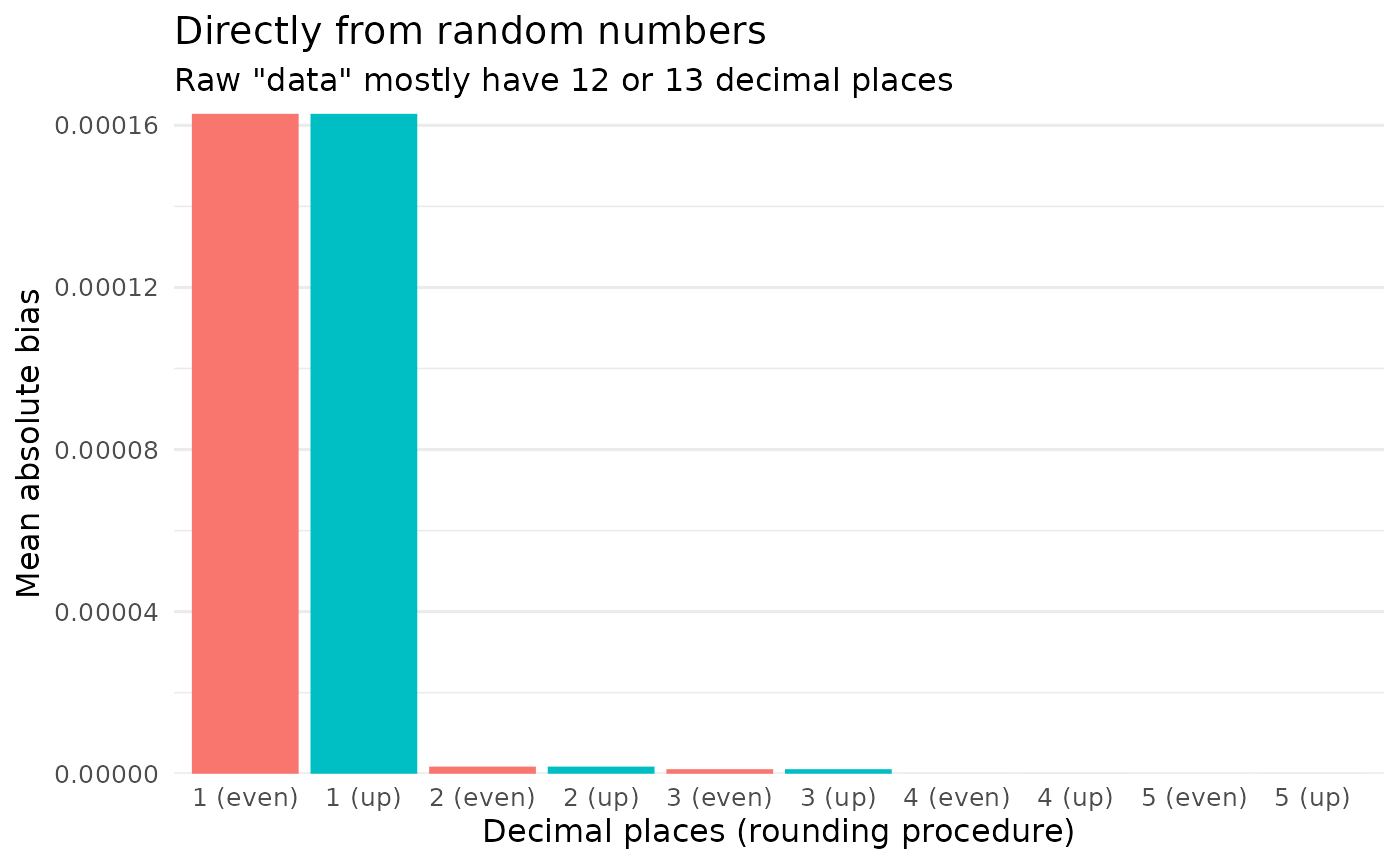 Directly from random numbers
Raw "data" mostly have 12 or 13 decimal places
Mean absolute bias
0.00016
0.00012
0.00008
0.00004
0.00000
1 (even) 1 (up) 2 (even) 2 (up) 3 (even) 3 (up) 4 (even) 4 (up) 5 (even) 5 (up)
Decimal places (rounding procedure)